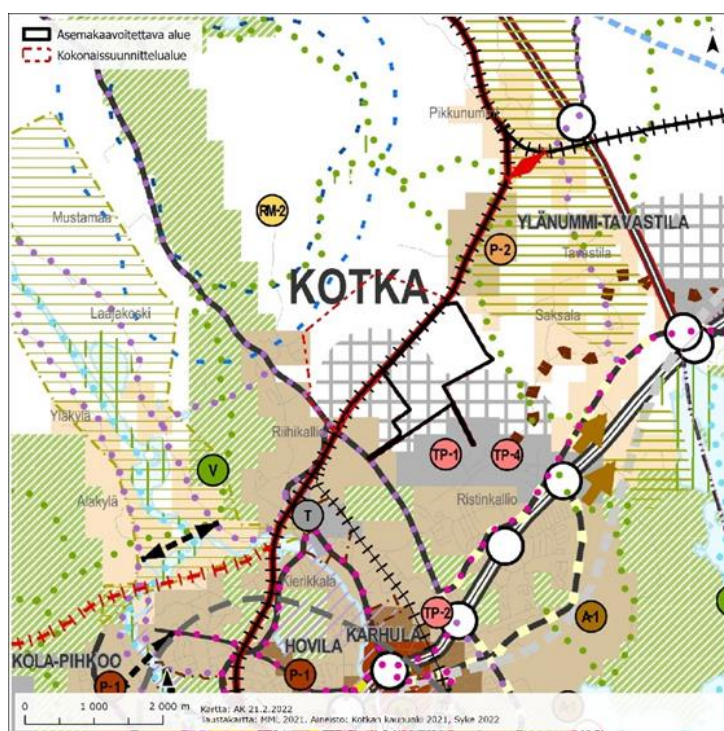 Asemakaavoitettava alue
Kokonaissuunnittelualue
Pikkunummi
Mustamaa
RM-2
YLÄNUMMI-TAVASTILA
P-2
Tavastila
KOTKA
Laajakoski
Saksala
Yläkylä
Riihikallio
TP-1
TP-4
V
Alakylä
Ristinkallio
T
Kierikkala
TP-2
A-1
KARHULA
HOVILA
KOLA-PIHKOO
P-1
P-1
A-1
0 1 000 2 000 m
Kartta: AK 21.2.2022
Taustakartta: MML 2021, Aineisto: Kotkan kaupunki 2021, Syke 2022